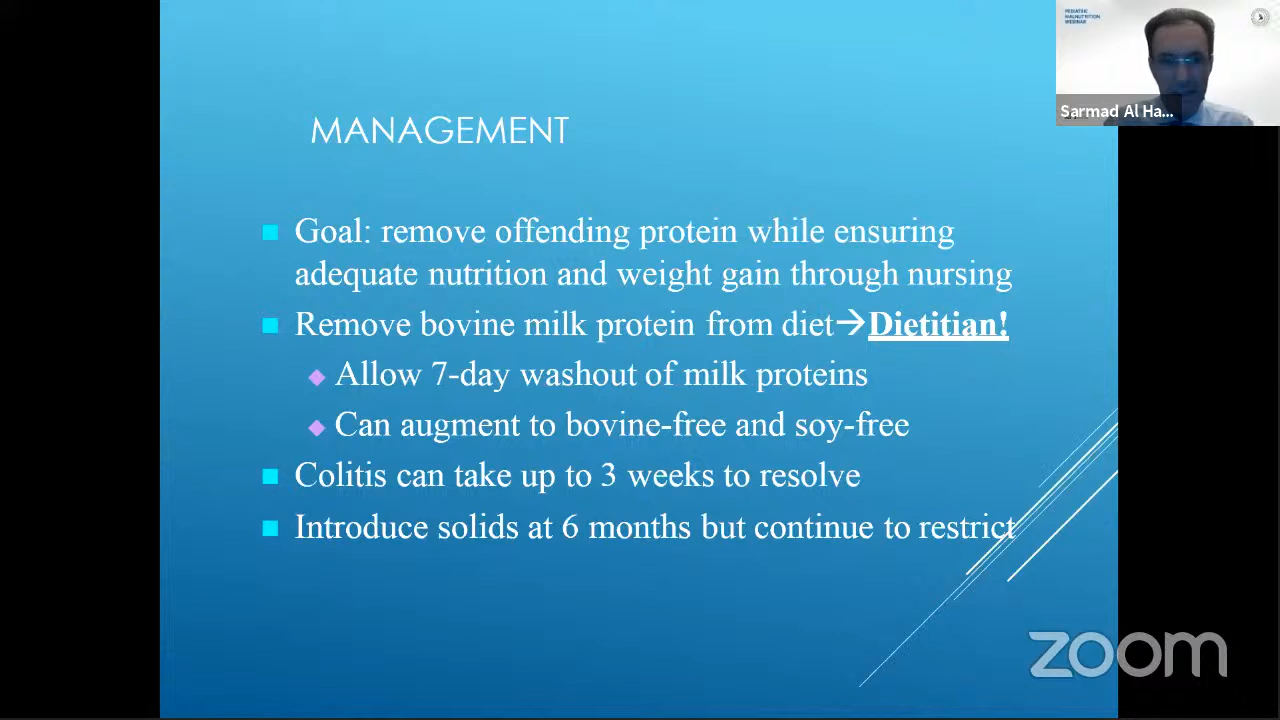 PEDIATRIC
MALNUTRITION
WEBINAR
Sarmad Al Ha...
MANAGEMENT
Goal: remove offending protein while ensuring
adequate nutrition and weight gain through nursing
Remove bovine milk protein from diet→Dietitian!
Allow 7-day washout of milk proteins
Can augment to bovine-free and soy-free
Colitis can take up to 3 weeks to resolve
Introduce solids at 6 months but continue to restrict
zoom